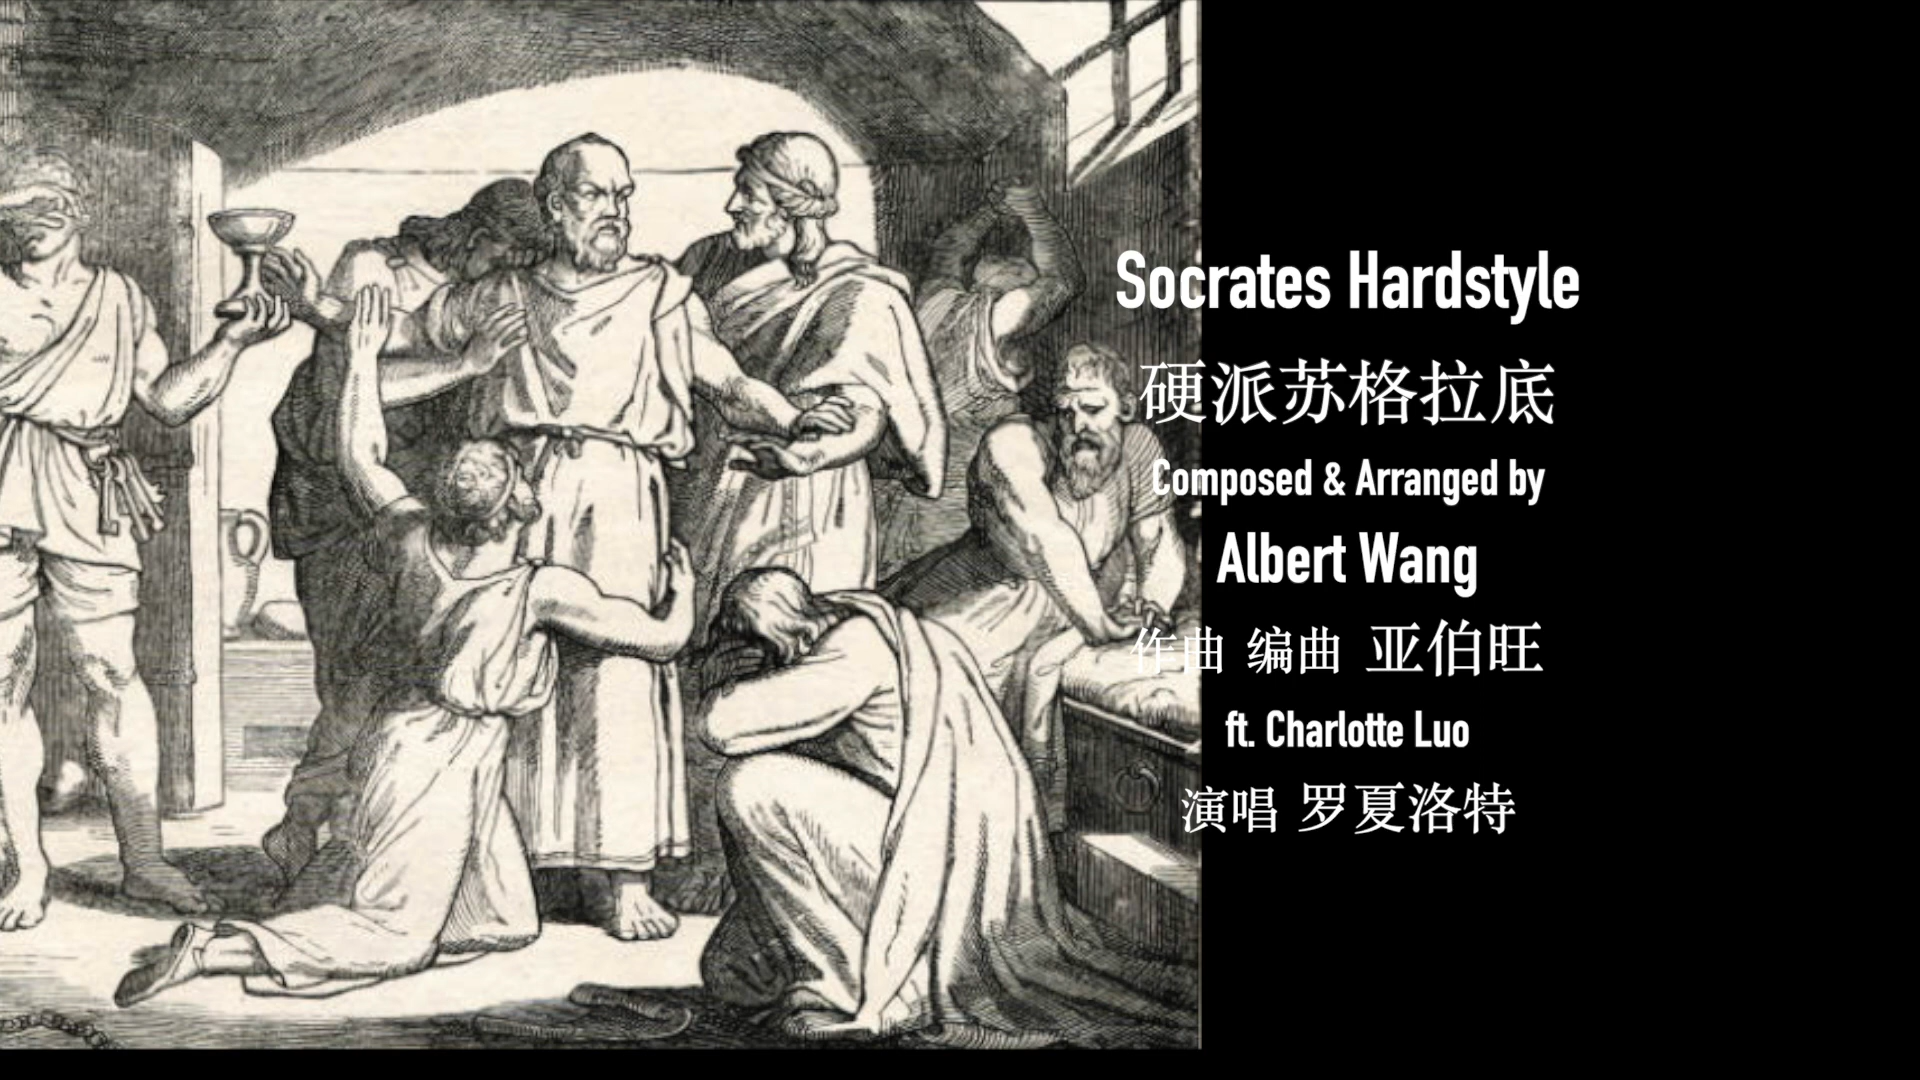 Socrates Hardstyle
硬派苏格拉底
Composed & Arranged by
Albert Wang
作曲 编曲 亚伯旺
ft. Charlotte Luo
演唱 罗夏洛特